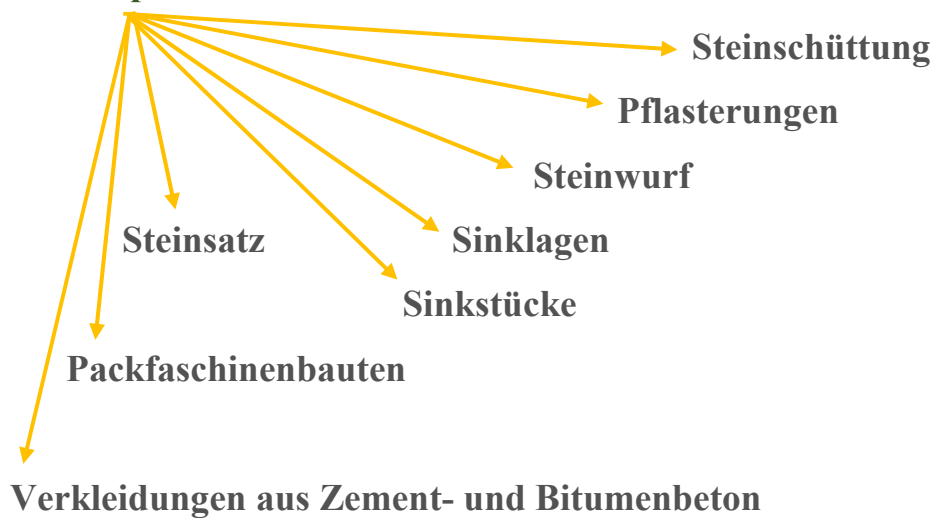 Steinschüttung
Pflasterungen
Steinwurf
Steinsatz
Sinklagen
Sinkstücke
Packfaschinenbauten
Verkleidungen aus Zement- und Bitumenbeton